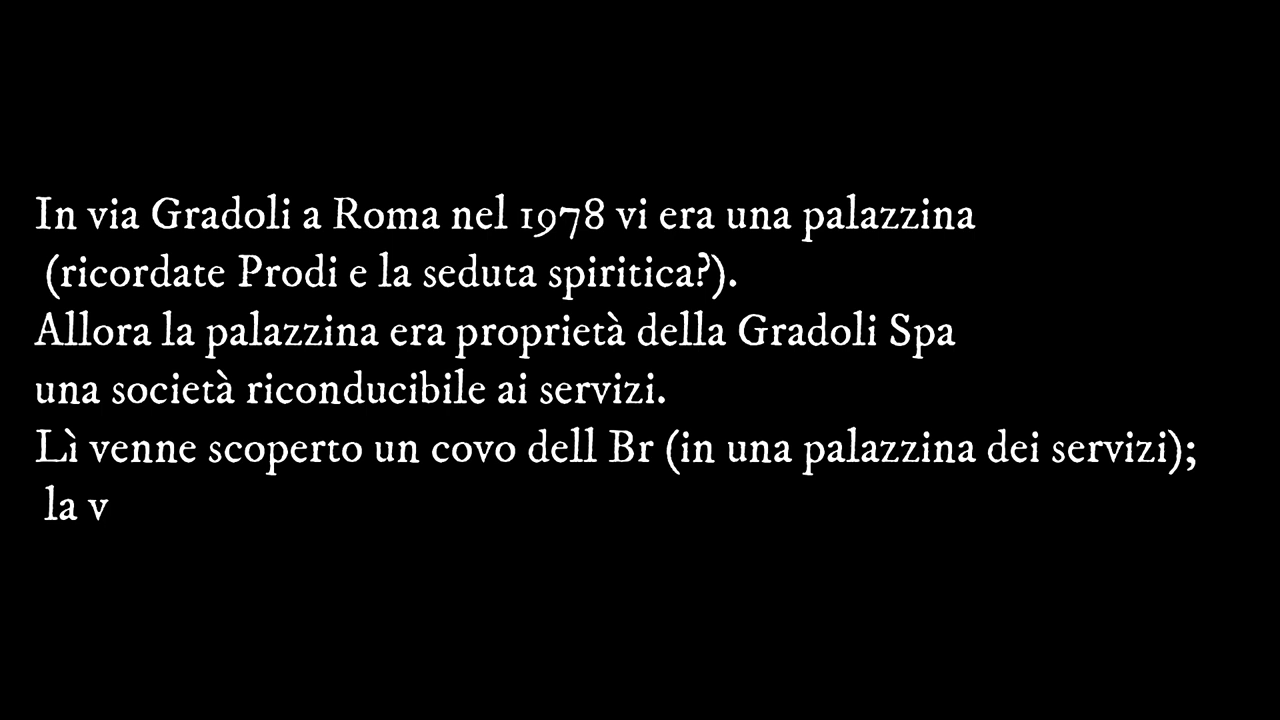 In via Gradoli a Roma nel 1978 vi era una palazzina
(ricordate Prodi e la seduta spiritica?).
Allora la palazzina era proprietà della Gradoli Spa
una società riconducibile ai servizi.
Lì venne scoperto un covo dell Br (in una palazzina dei servizi);
la v